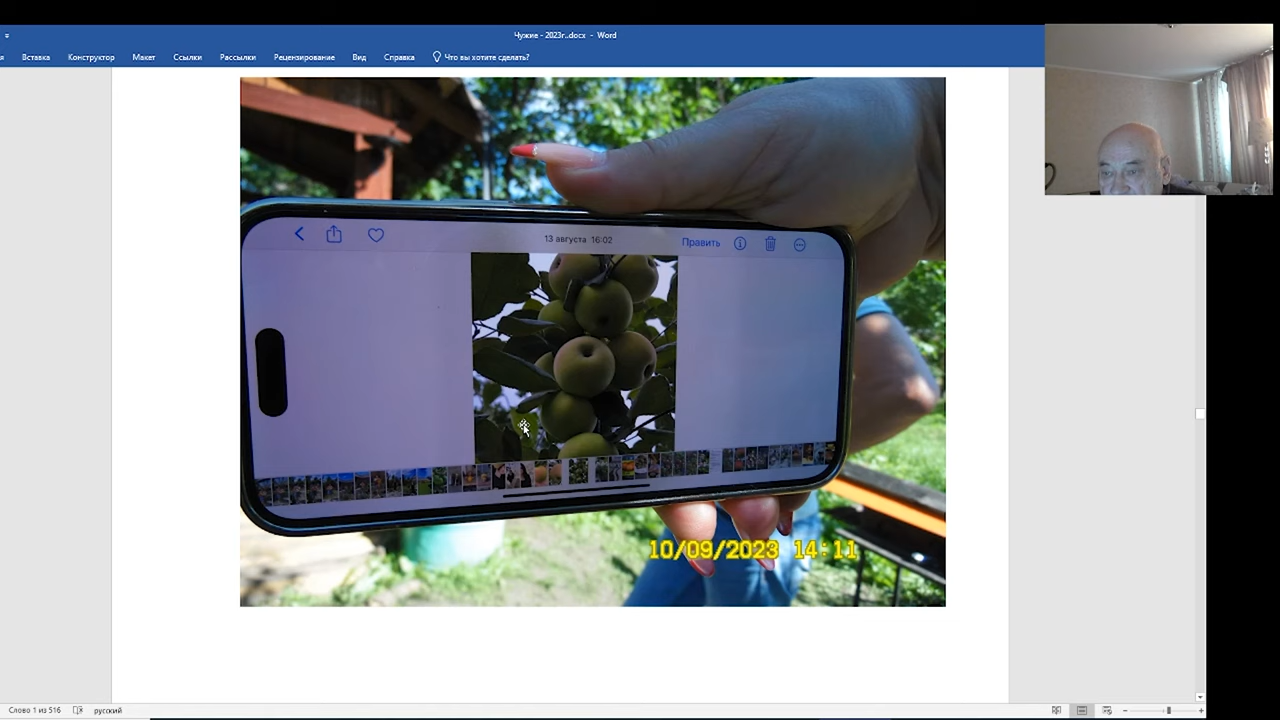 Чужие - 2023г..docx - Word
Вставка Конструктор Макет Ссылки Рассылки Рецензирование Вид Справка Что вы хотите сделать?
13 августа 16:02
Править
10/09/2023 14:11
Слово 1 из 516 русский